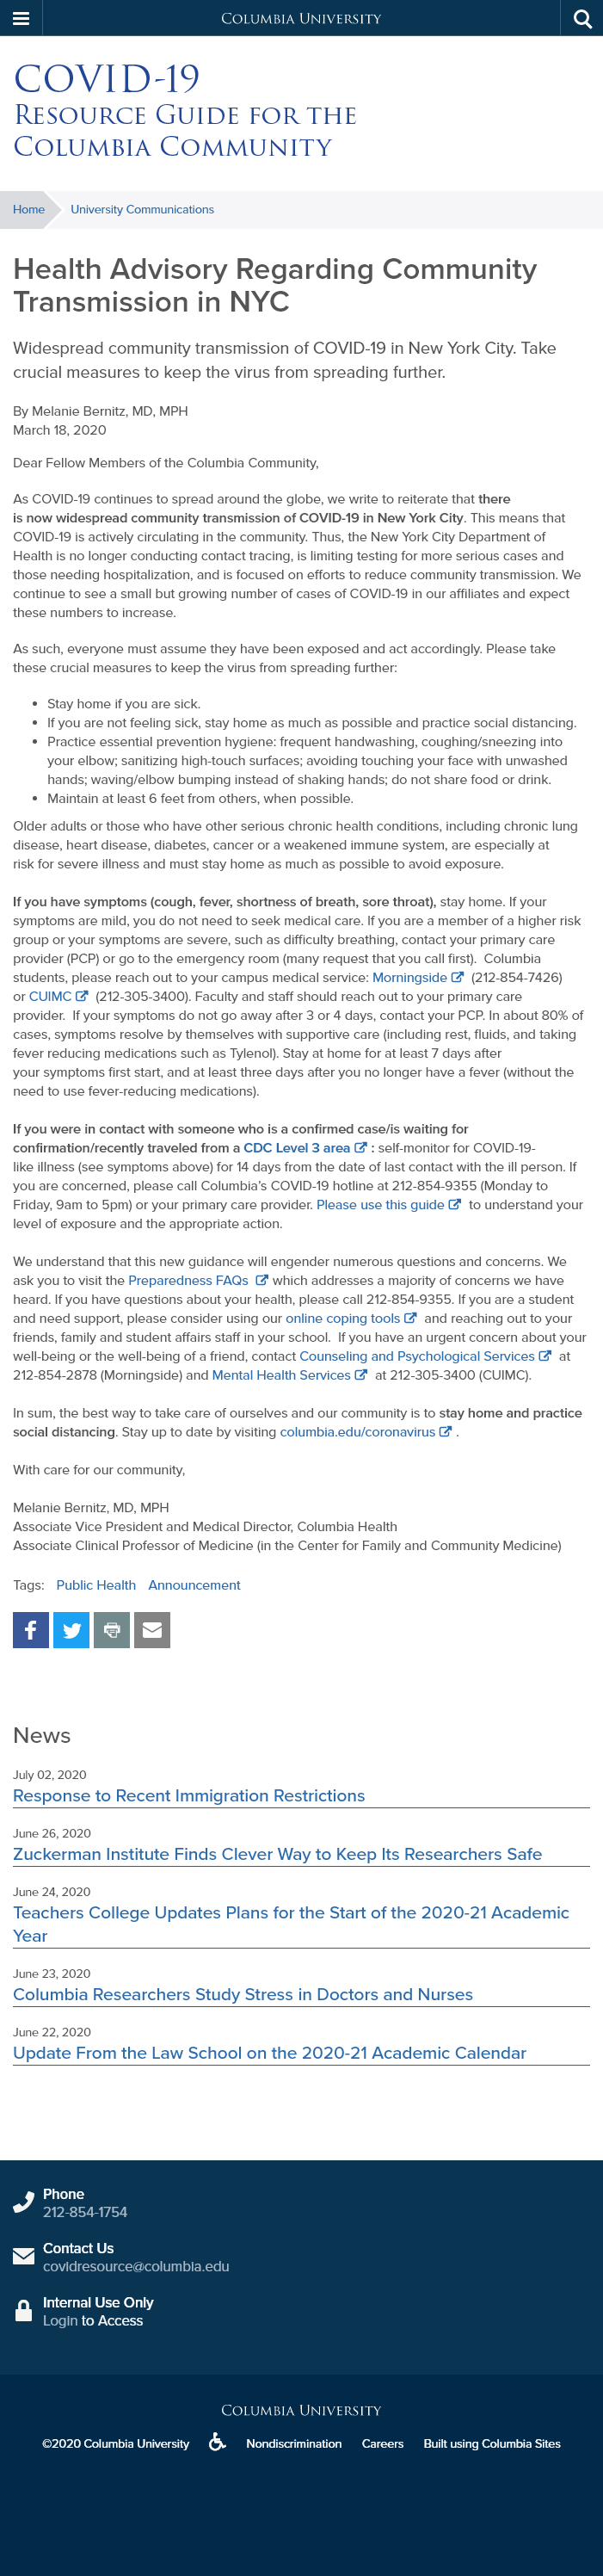 Columbia University
COVID-19
Resource Guide for the
Columbia Community
Home University Communications
Health Advisory Regarding Community
Transmission in NYC
Widespread community transmission of COVID-19 in New York City. Take
crucial measures to keep the virus from spreading further.
By Melanie Bernitz, MD, MPH
March 18, 2020
Dear Fellow Members of the Columbia Community,
As COVID-19 continues to spread around the globe, we write to reiterate that there
is now widespread community transmission of COVID-19 in New York City. This means that
COVID-19 is actively circulating in the community. Thus, the New York City Department of
Health is no longer conducting contact tracing, is limiting testing for more serious cases and
those needing hospitalization, and is focused on efforts to reduce community transmission. We
continue to see a small but growing number of cases of COVID-19 in our affiliates and expect
these numbers to increase.
As such, everyone must assume they have been exposed and act accordingly. Please take
these crucial measures to keep the virus from spreading further:
• Stay home if you are sick.
• If you are not feeling sick, stay home as much as possible and practice social distancing.
• Practice essential prevention hygiene: frequent handwashing, coughing/sneezing into
your elbow; sanitizing high-touch surfaces; avoiding touching your face with unwashed
hands; waving/elbow bumping instead of shaking hands; do not share food or drink.
• Maintain at least 6 feet from others, when possible.
Older adults or those who have other serious chronic health conditions, including chronic lung
disease, heart disease, diabetes, cancer or a weakened immune system, are especially at
risk for severe illness and must stay home as much as possible to avoid exposure.
If you have symptoms (cough, fever, shortness of breath, sore throat), stay home. If your
symptoms are mild, you do not need to seek medical care. If you are a member of a higher risk
group or your symptoms are severe, such as difficulty breathing, contact your primary care
provider (PCP) or go to the emergency room (many request that you call first). Columbia
students, please reach out to your campus medical service: Morningside (212-854-7426)
or CUIMC (212-305-3400). Faculty and staff should reach out to your primary care
provider. If your symptoms do not go away after 3 or 4 days, contact your PCP. In about 80% of
cases, symptoms resolve by themselves with supportive care (including rest, fluids, and taking
fever reducing medications such as Tylenol). Stay at home for at least 7 days after
your symptoms first start, and at least three days after you no longer have a fever (without the
need to use fever-reducing medications).
If you were in contact with someone who is a confirmed case/is waiting for
confirmation/recently traveled from a CDC Level 3 area : self-monitor for COVID-19-
like illness (see symptoms above) for 14 days from the date of last contact with the ill person. If
you are concerned, please call Columbia’s COVID-19 hotline at 212-854-9355 (Monday to
Friday, 9am to 5pm) or your primary care provider. Please use this guide to understand your
level of exposure and the appropriate action.
We understand that this new guidance will engender numerous questions and concerns. We
ask you to visit the Preparedness FAQs which addresses a majority of concerns we have
heard. If you have questions about your health, please call 212-854-9355. If you are a student
and need support, please consider using our online coping tools and reaching out to your
friends, family and student affairs staff in your school. If you have an urgent concern about your
well-being or the well-being of a friend, contact Counseling and Psychological Services at
212-854-2878 (Morningside) and Mental Health Services at 212-305-3400 (CUIMC).
In sum, the best way to take care of ourselves and our community is to stay home and practice
social distancing. Stay up to date by visiting columbia.edu/coronavirus .
With care for our community,
Melanie Bernitz, MD, MPH
Associate Vice President and Medical Director, Columbia Health
Associate Clinical Professor of Medicine (in the Center for Family and Community Medicine)
Tags: Public Health Announcement
News
July 02, 2020
Response to Recent Immigration Restrictions
June 26, 2020
Zuckerman Institute Finds Clever Way to Keep Its Researchers Safe
June 24, 2020
Teachers College Updates Plans for the Start of the 2020-21 Academic
Year
June 23, 2020
Columbia Researchers Study Stress in Doctors and Nurses
June 22, 2020
Update From the Law School on the 2020-21 Academic Calendar
Phone
212-854-1754
Contact Us
covidresource@columbia.edu
Internal Use Only
Login to Access
Columbia University
©2020 Columbia University Nondiscrimination Careers Built using Columbia Sites